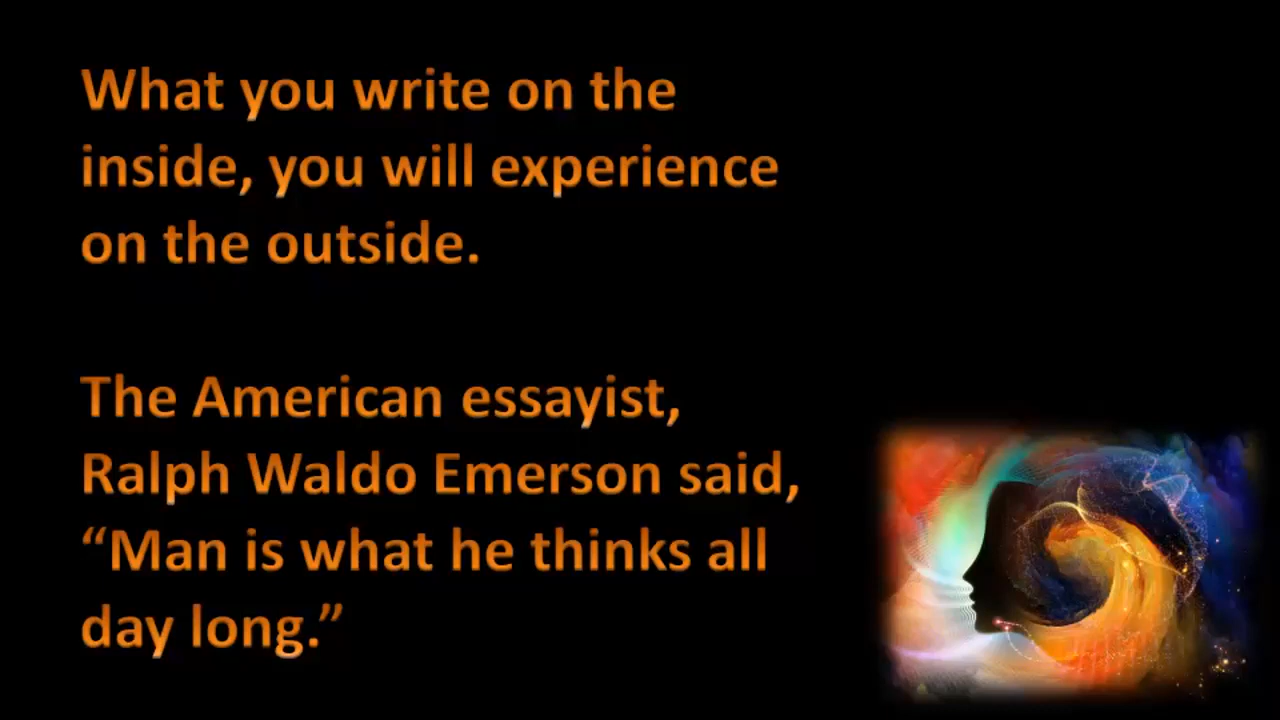 What you write on the
inside, you will experience
on the outside.
The American essayist,
Ralph Waldo Emerson said,
“Man is what he thinks all
day long.”